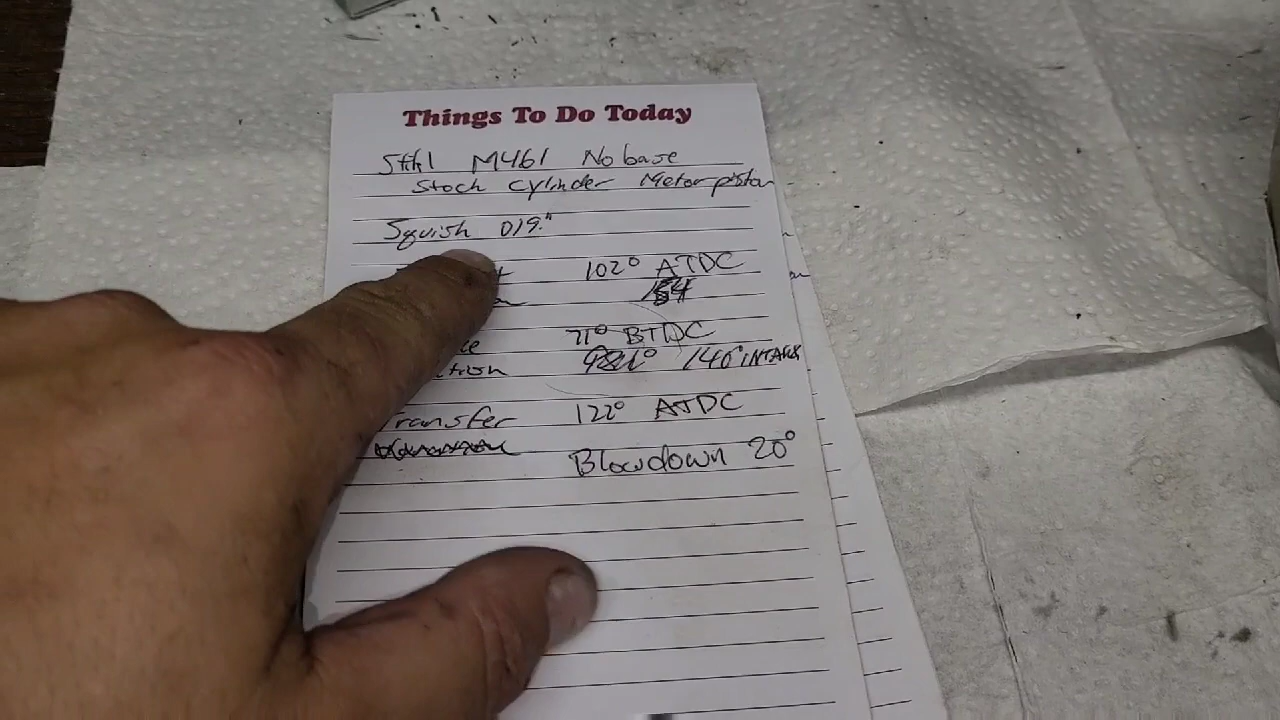 Things To Do Today
Stihl M461 No base
Stock cylinder Meteor piston
Squish 019."
102° ATDC
71° BTDC
140° INTAKE
Transfer 122° ATDC
Blowdown 20°